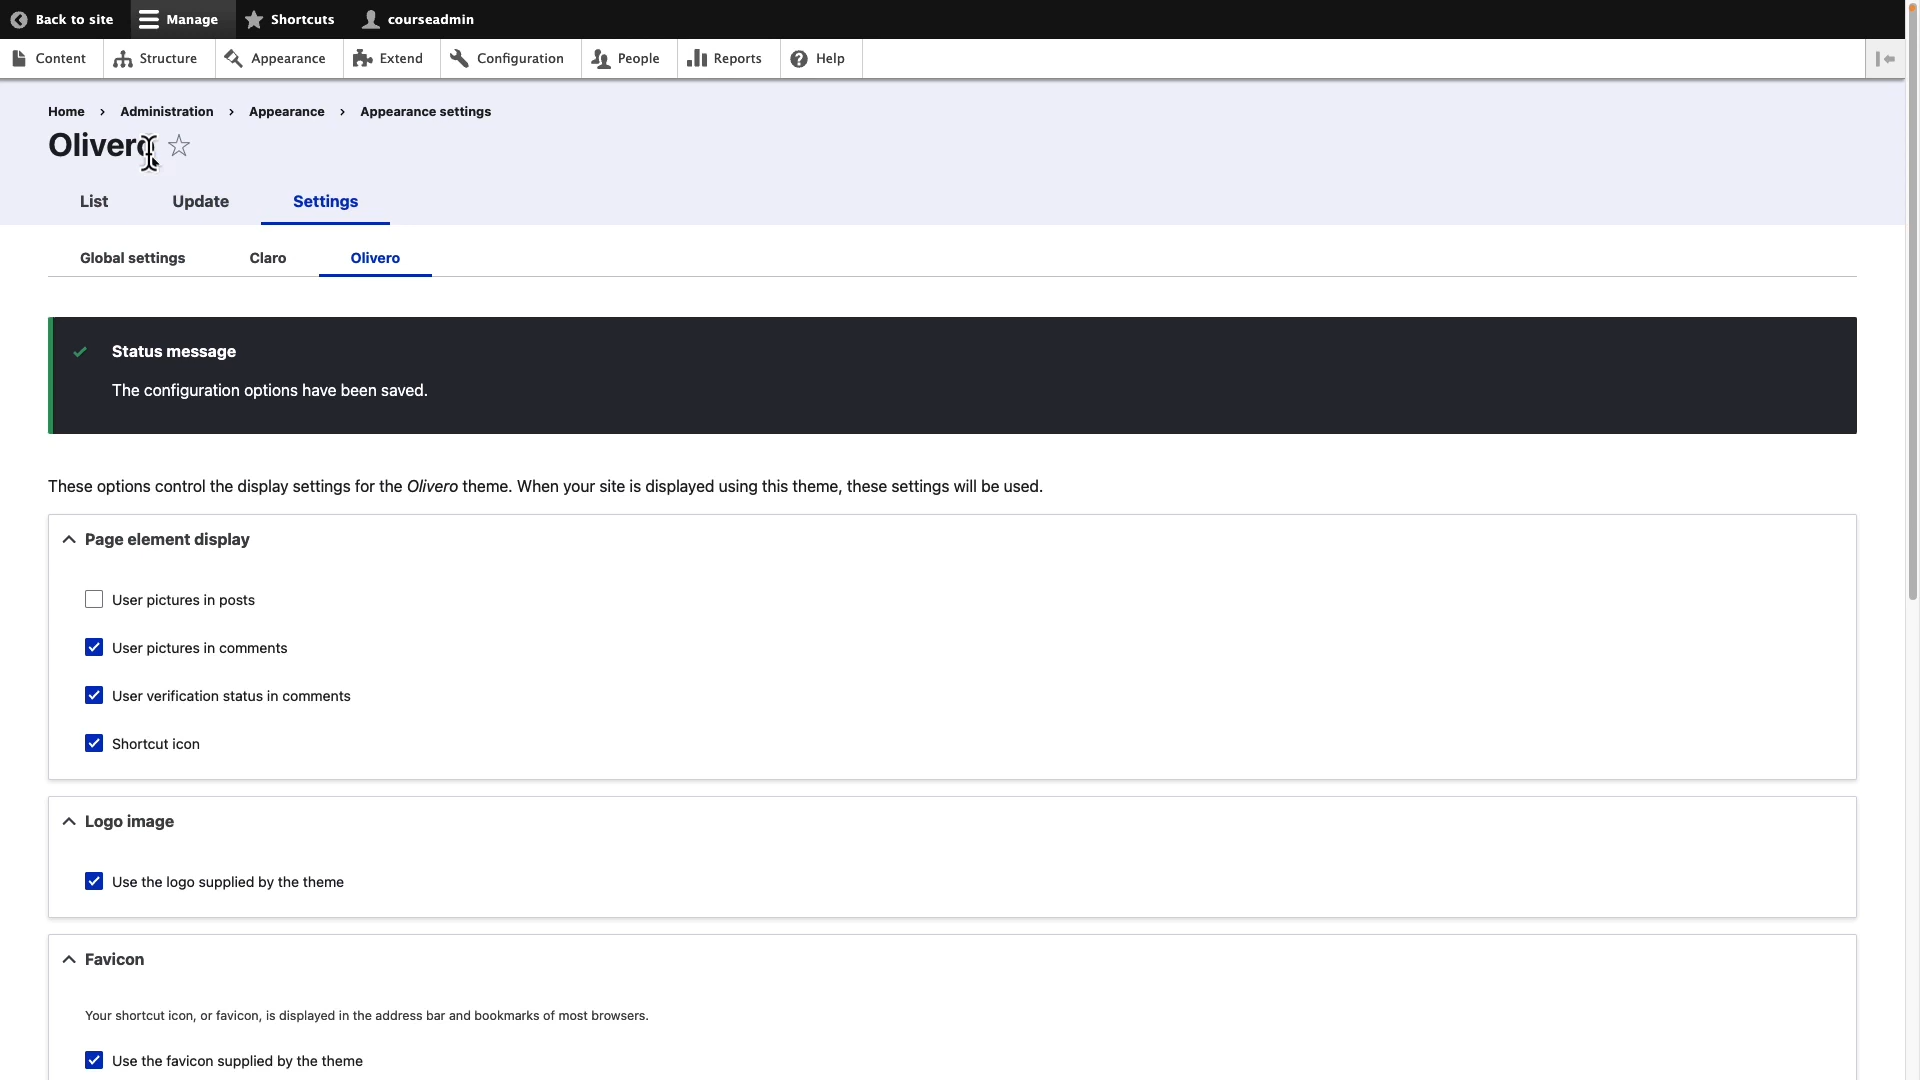 Back to site Manage Shortcuts courseadmin
Content Structure Appearance Extend Configuration People Reports Help
Home › Administration › Appearance › Appearance settings
Olivero
List Update Settings
Global settings Claro Olivero
Status message
The configuration options have been saved.
These options control the display settings for the Olivero theme. When your site is displayed using this theme, these settings will be used.
Page element display
User pictures in posts
User pictures in comments
User verification status in comments
Shortcut icon
Logo image
Use the logo supplied by the theme
Favicon
Your shortcut icon, or favicon, is displayed in the address bar and bookmarks of most browsers.
Use the favicon supplied by the theme